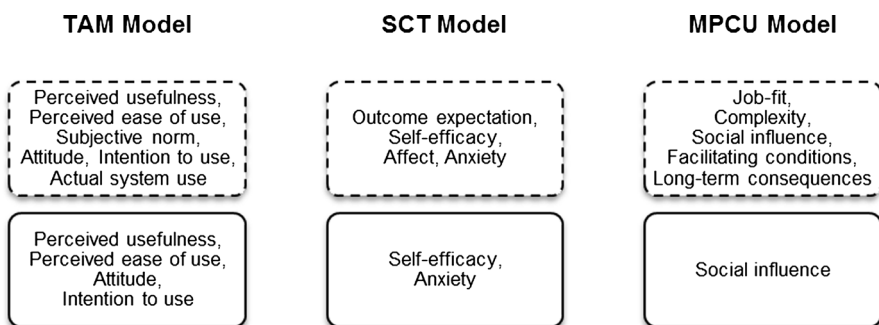 TAM Model
SCT Model
MPCU Model
Perceived usefulness,
Perceived ease of use,
Subjective norm,
Attitude, Intention to use,
Actual system use
Outcome expectation,
Self-efficacy,
Affect, Anxiety
Job-fit,
Complexity,
Social influence,
Facilitating conditions,
Long-term consequences
Perceived usefulness,
Perceived ease of use,
Attitude,
Intention to use
Self-efficacy,
Anxiety
Social influence